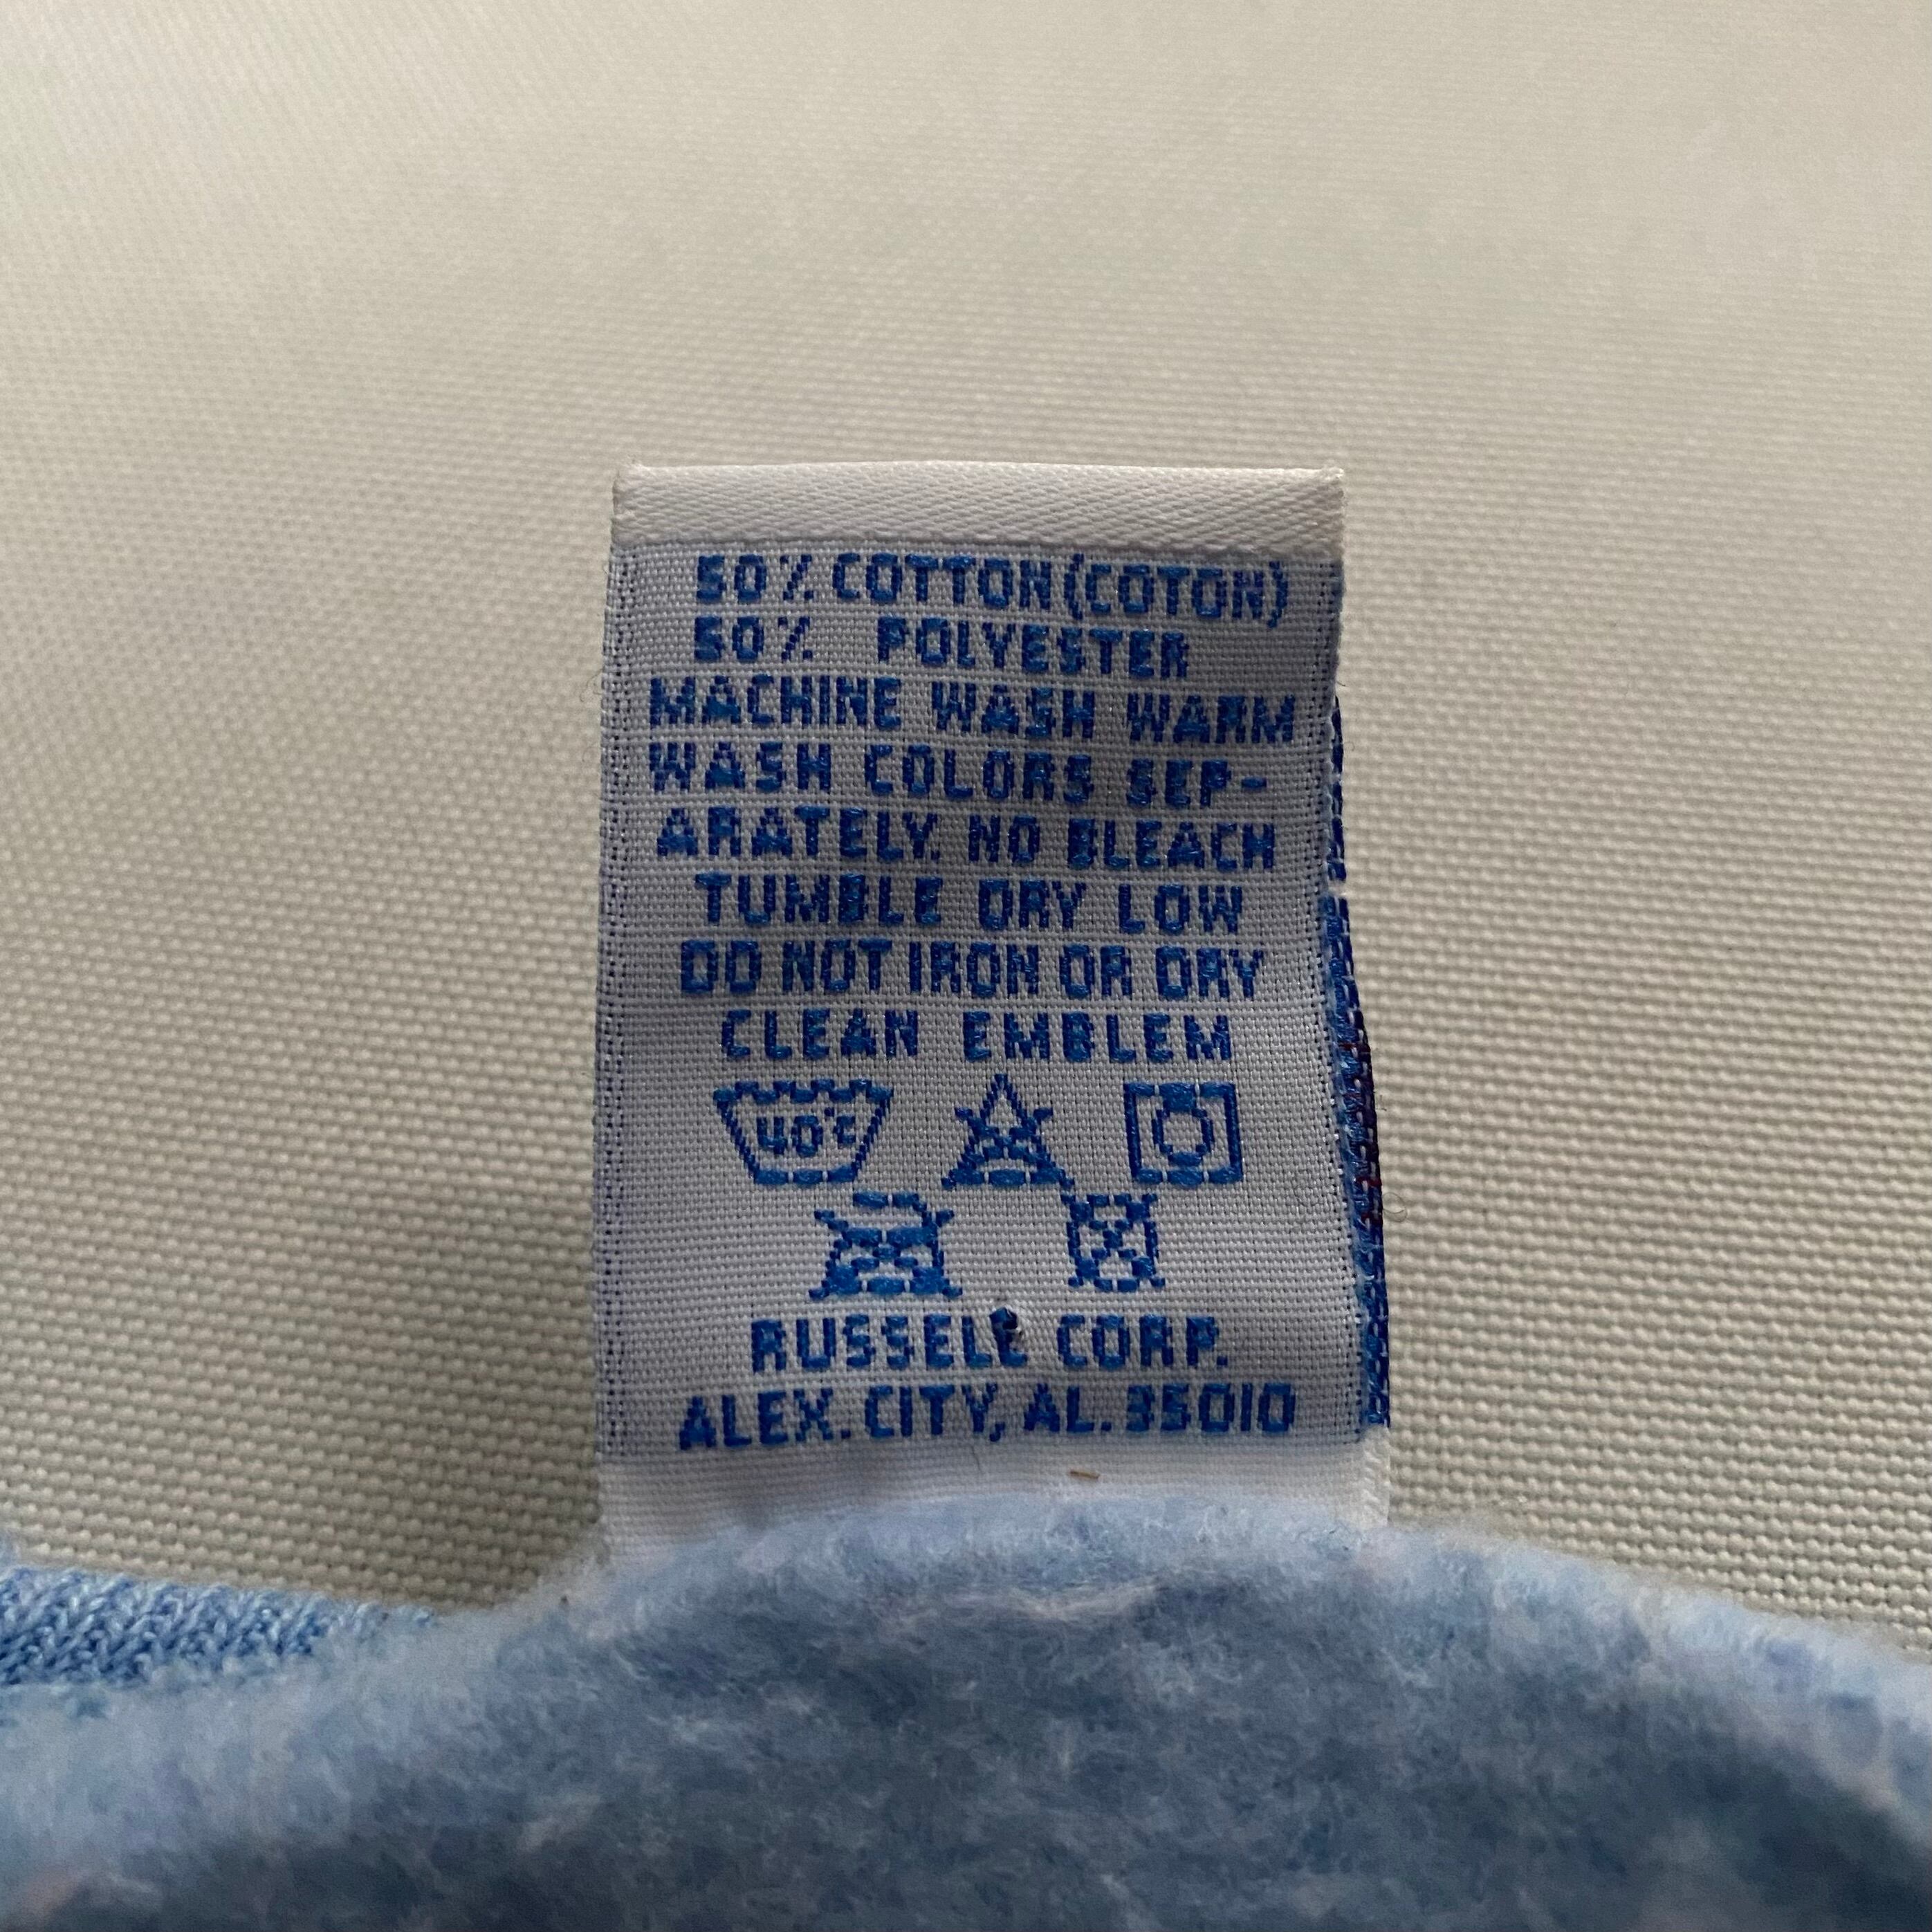 50% COTTON (COTON)
50% POLYESTER
MACHINE WASH WARM
WASH COLORS SEP-
ARATELY. NO BLEACH
TUMBLE DRY LOW
DO NOT IRON OR DRY
CLEAN EMBLEM
40°C
RUSSELL CORP.
ALEX. CITY, AL. 35010